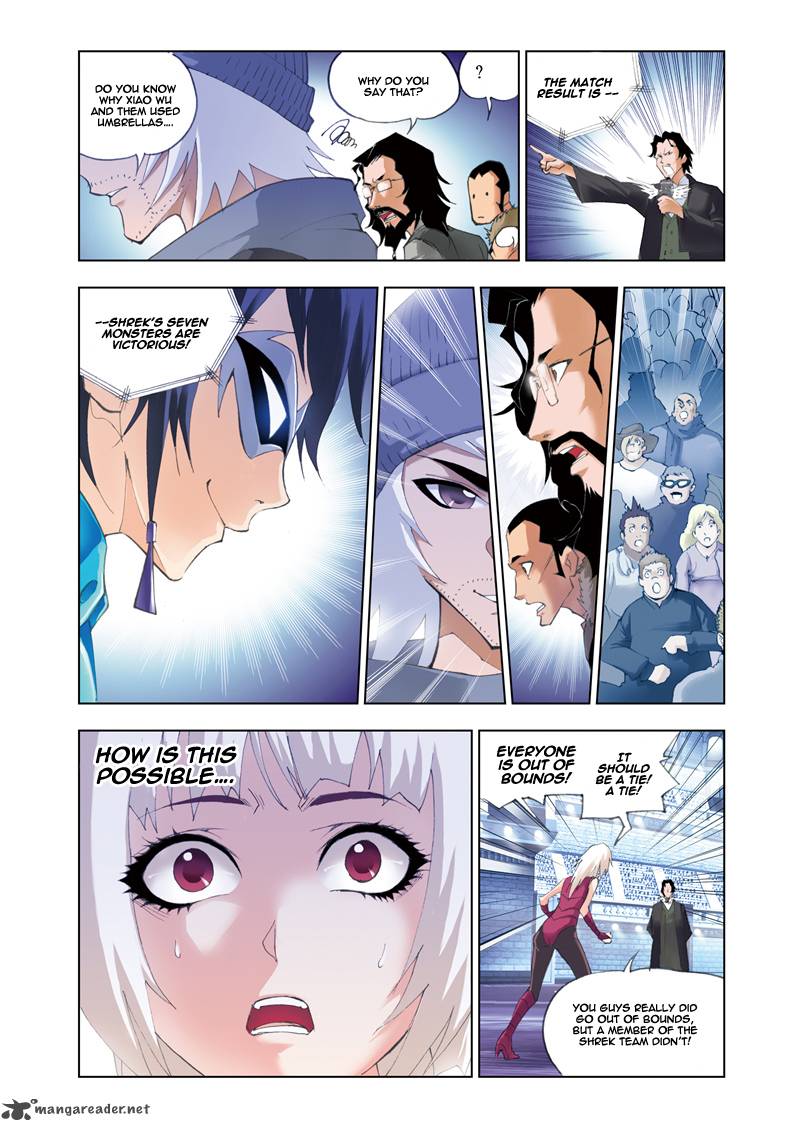 DO YOU KNOW
WHY XIAO WU
AND THEM USED
UMBRELLAS....
WHY DO YOU
SAY THAT?
?
THE MATCH
RESULT IS --
--SHREK'S SEVEN
MONSTERS ARE
VICTORIOUS!
HOW IS THIS
POSSIBLE....
EVERYONE
IS OUT OF
BOUNDS!
IT
SHOULD
BE A TIE!
A TIE!
YOU GUYS REALLY DID
GO OUT OF BOUNDS,
BUT A MEMBER OF THE
SHREK TEAM DIDN'T!
mangareader.net